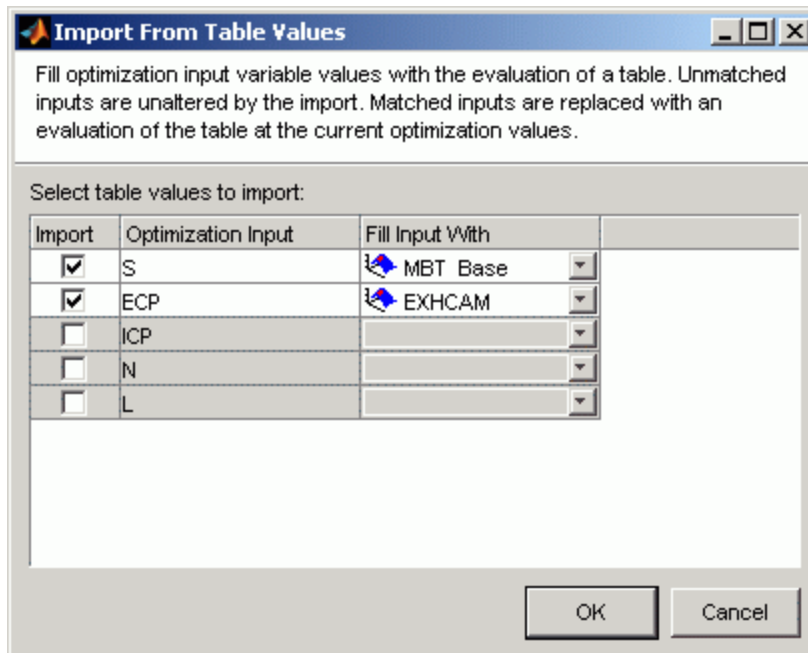 Import From Table Values
Fill optimization input variable values with the evaluation of a table. Unmatched
inputs are unaltered by the import. Matched inputs are replaced with an
evaluation of the table at the current optimization values.
Select table values to import:
Import Optimization Input Fill Input With
S MBT_Base
ECP EXHCAM
ICP
N
L
OK Cancel